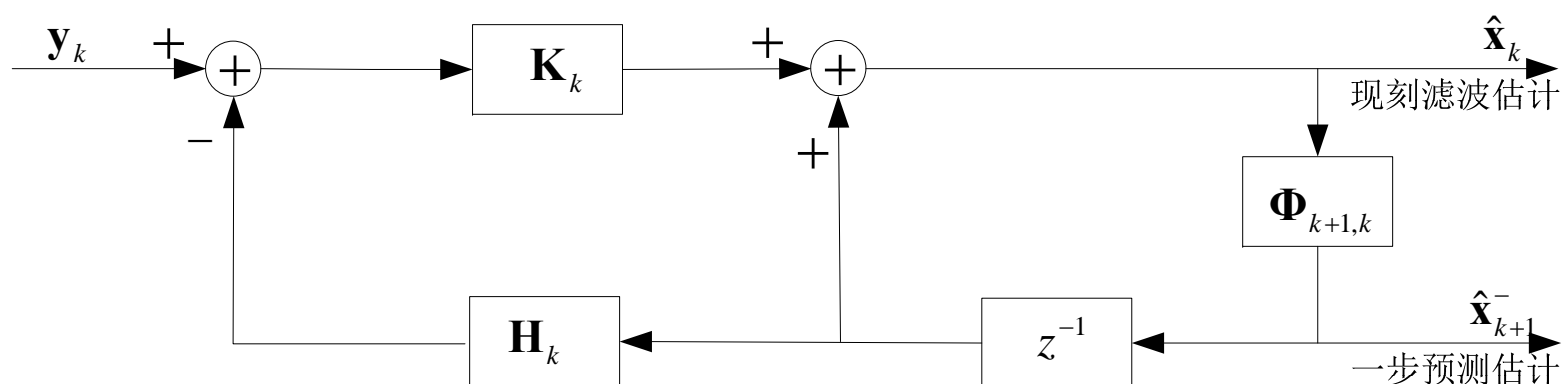 y_k + + K_k + + x̂_k
现刻滤波估计
− + Φ_{k+1,k}
H_k z^{-1} x̂^-_{k+1}
一步预测估计